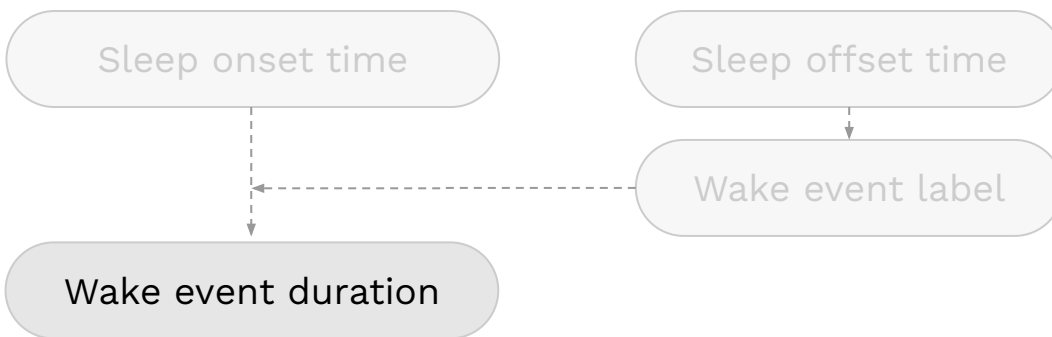 Sleep onset time
Sleep offset time
Wake event label
Wake event duration